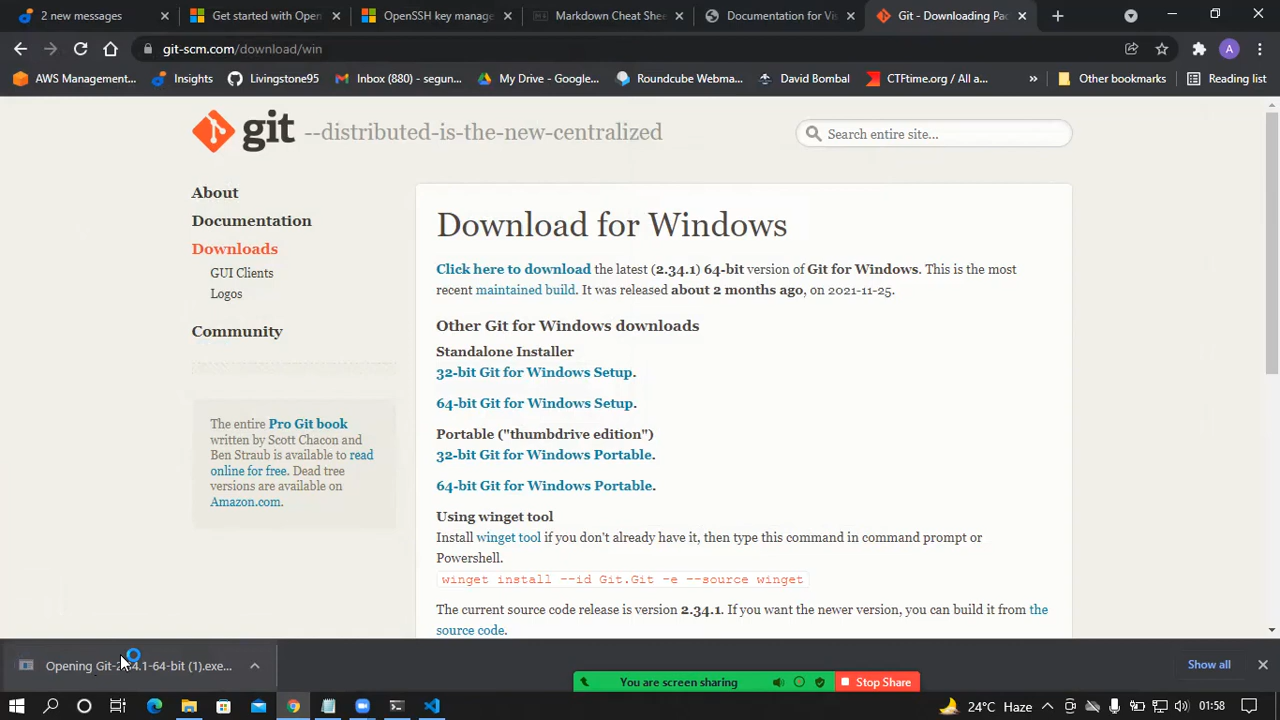 2 new messages
Get started with Open
OpenSSH key manage
Markdown Cheat Shee
Documentation for Vis
Git - Downloading Pac
git-scm.com/download/win
A
AWS Management...
Insights
Livingstone95
Inbox (880) - segun...
My Drive - Google...
Roundcube Webma...
David Bombal
CTFtime.org / All a...
»
Other bookmarks
Reading list
git --distributed-is-the-new-centralized
Search entire site...
About
Documentation
Downloads
GUI Clients
Logos
Community
The entire Pro Git book
written by Scott Chacon and
Ben Straub is available to read
online for free. Dead tree
versions are available on
Amazon.com.
Download for Windows
Click here to download the latest (2.34.1) 64-bit version of Git for Windows. This is the most
recent maintained build. It was released about 2 months ago, on 2021-11-25.
Other Git for Windows downloads
Standalone Installer
32-bit Git for Windows Setup.
64-bit Git for Windows Setup.
Portable ("thumbdrive edition")
32-bit Git for Windows Portable.
64-bit Git for Windows Portable.
Using winget tool
Install winget tool if you don't already have it, then type this command in command prompt or
Powershell.
winget install --id Git.Git -e --source winget
The current source code release is version 2.34.1. If you want the newer version, you can build it from the
source code.
Opening Git-2.34.1-64-bit (1).exe...
You are screen sharing
Stop Share
Show all
24°C Haze
01:58